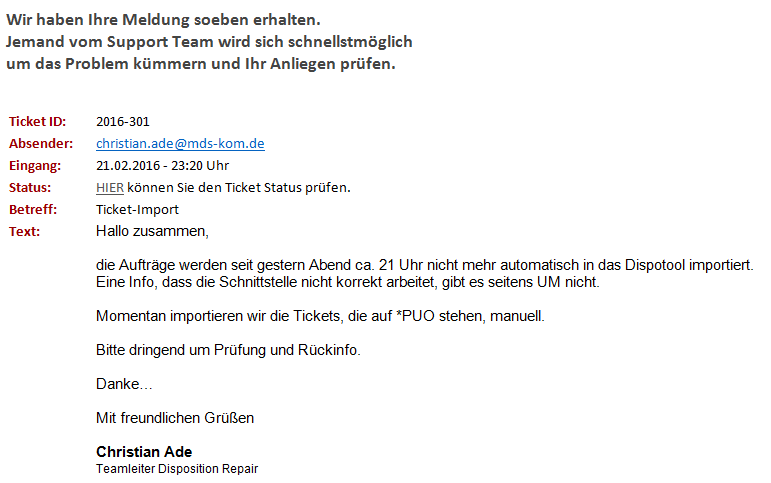 Wir haben Ihre Meldung soeben erhalten.
Jemand vom Support Team wird sich schnellstmöglich
um das Problem kümmern und Ihr Anliegen prüfen.
Ticket ID: 2016-301
Absender: christian.ade@mds-kom.de
Eingang: 21.02.2016 - 23:20 Uhr
Status: HIER können Sie den Ticket Status prüfen.
Betreff: Ticket-Import
Text: Hallo zusammen,
die Aufträge werden seit gestern Abend ca. 21 Uhr nicht mehr automatisch in das Dispotool importiert.
Eine Info, dass die Schnittstelle nicht korrekt arbeitet, gibt es seitens UM nicht.
Momentan importieren wir die Tickets, die auf *PUO stehen, manuell.
Bitte dringend um Prüfung und Rückinfo.
Danke…
Mit freundlichen Grüßen
Christian Ade
Teamleiter Disposition Repair